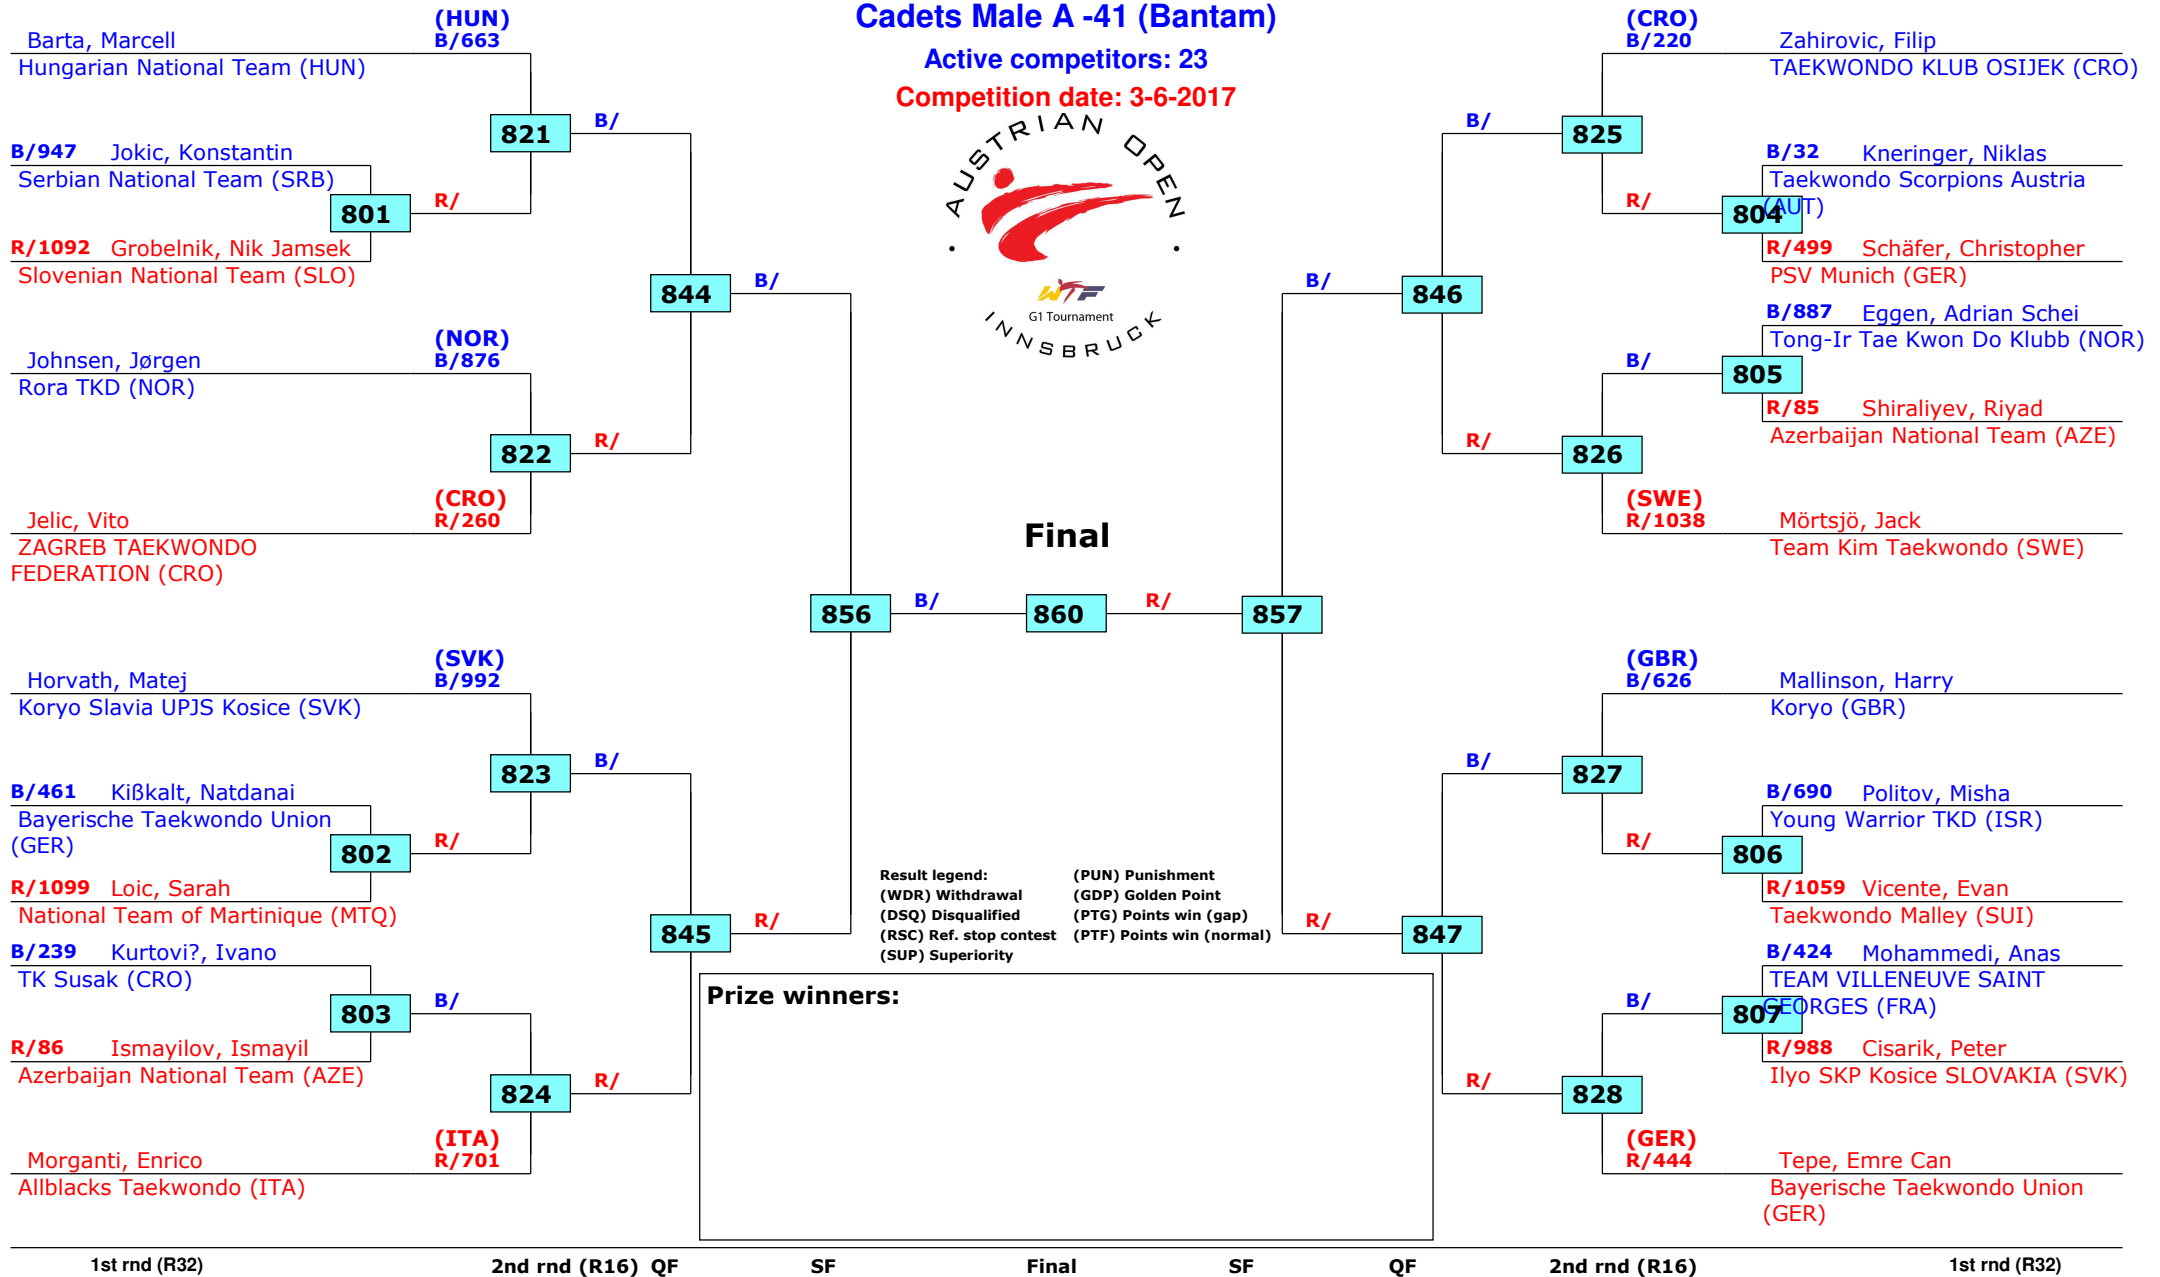 Cadets Male A -41 (Bantam)
Active competitors: 23
Competition date: 3-6-2017
AUSTRIAN OPEN
WTF
G1 Tournament
INNSBRUCK
(HUN)
Barta, Marcell B/663
Hungarian National Team (HUN)
821 B/
B/947 Jokic, Konstantin
Serbian National Team (SRB)
801 R/
R/1092 Grobelnik, Nik Jamsek
Slovenian National Team (SLO)
844 B/
(NOR)
Johnsen, Jørgen B/876
Rora TKD (NOR)
822 R/
(CRO)
Jelic, Vito R/260
ZAGREB TAEKWONDO
FEDERATION (CRO)
856 B/
(SVK)
Horvath, Matej B/992
Koryo Slavia UPJS Kosice (SVK)
823 B/
B/461 Kißkalt, Natdanai
Bayerische Taekwondo Union
(GER)
802 R/
R/1099 Loic, Sarah
National Team of Martinique (MTQ)
845 R/
B/239 Kurtovi?, Ivano
TK Susak (CRO)
803 B/
R/86 Ismayilov, Ismayil
Azerbaijan National Team (AZE)
824 R/
(ITA)
Morganti, Enrico R/701
Allblacks Taekwondo (ITA)
Final
860 R/
(CRO)
B/220 Zahirovic, Filip
TAEKWONDO KLUB OSIJEK (CRO)
B/ 825
B/32 Kneringer, Niklas
Taekwondo Scorpions Austria
(AUT)
R/ 804
R/499 Schäfer, Christopher
PSV Munich (GER)
B/ 846
B/887 Eggen, Adrian Schei
Tong-Ir Tae Kwon Do Klubb (NOR)
B/ 805
R/85 Shiraliyev, Riyad
Azerbaijan National Team (AZE)
R/ 826
(SWE)
R/1038 Mörtsjö, Jack
Team Kim Taekwondo (SWE)
857
(GBR)
B/626 Mallinson, Harry
Koryo (GBR)
B/ 827
B/690 Politov, Misha
Young Warrior TKD (ISR)
R/ 806
R/1059 Vicente, Evan
Taekwondo Malley (SUI)
R/ 847
B/424 Mohammedi, Anas
TEAM VILLENEUVE SAINT
GEORGES (FRA)
B/ 807
R/988 Cisarik, Peter
Ilyo SKP Kosice SLOVAKIA (SVK)
R/ 828
(GER)
R/444 Tepe, Emre Can
Bayerische Taekwondo Union
(GER)
Result legend: (PUN) Punishment
(WDR) Withdrawal (GDP) Golden Point
(DSQ) Disqualified (PTG) Points win (gap)
(RSC) Ref. stop contest (PTF) Points win (normal)
(SUP) Superiority
Prize winners:
1st rnd (R32) 2nd rnd (R16) QF SF Final SF QF 2nd rnd (R16) 1st rnd (R32)